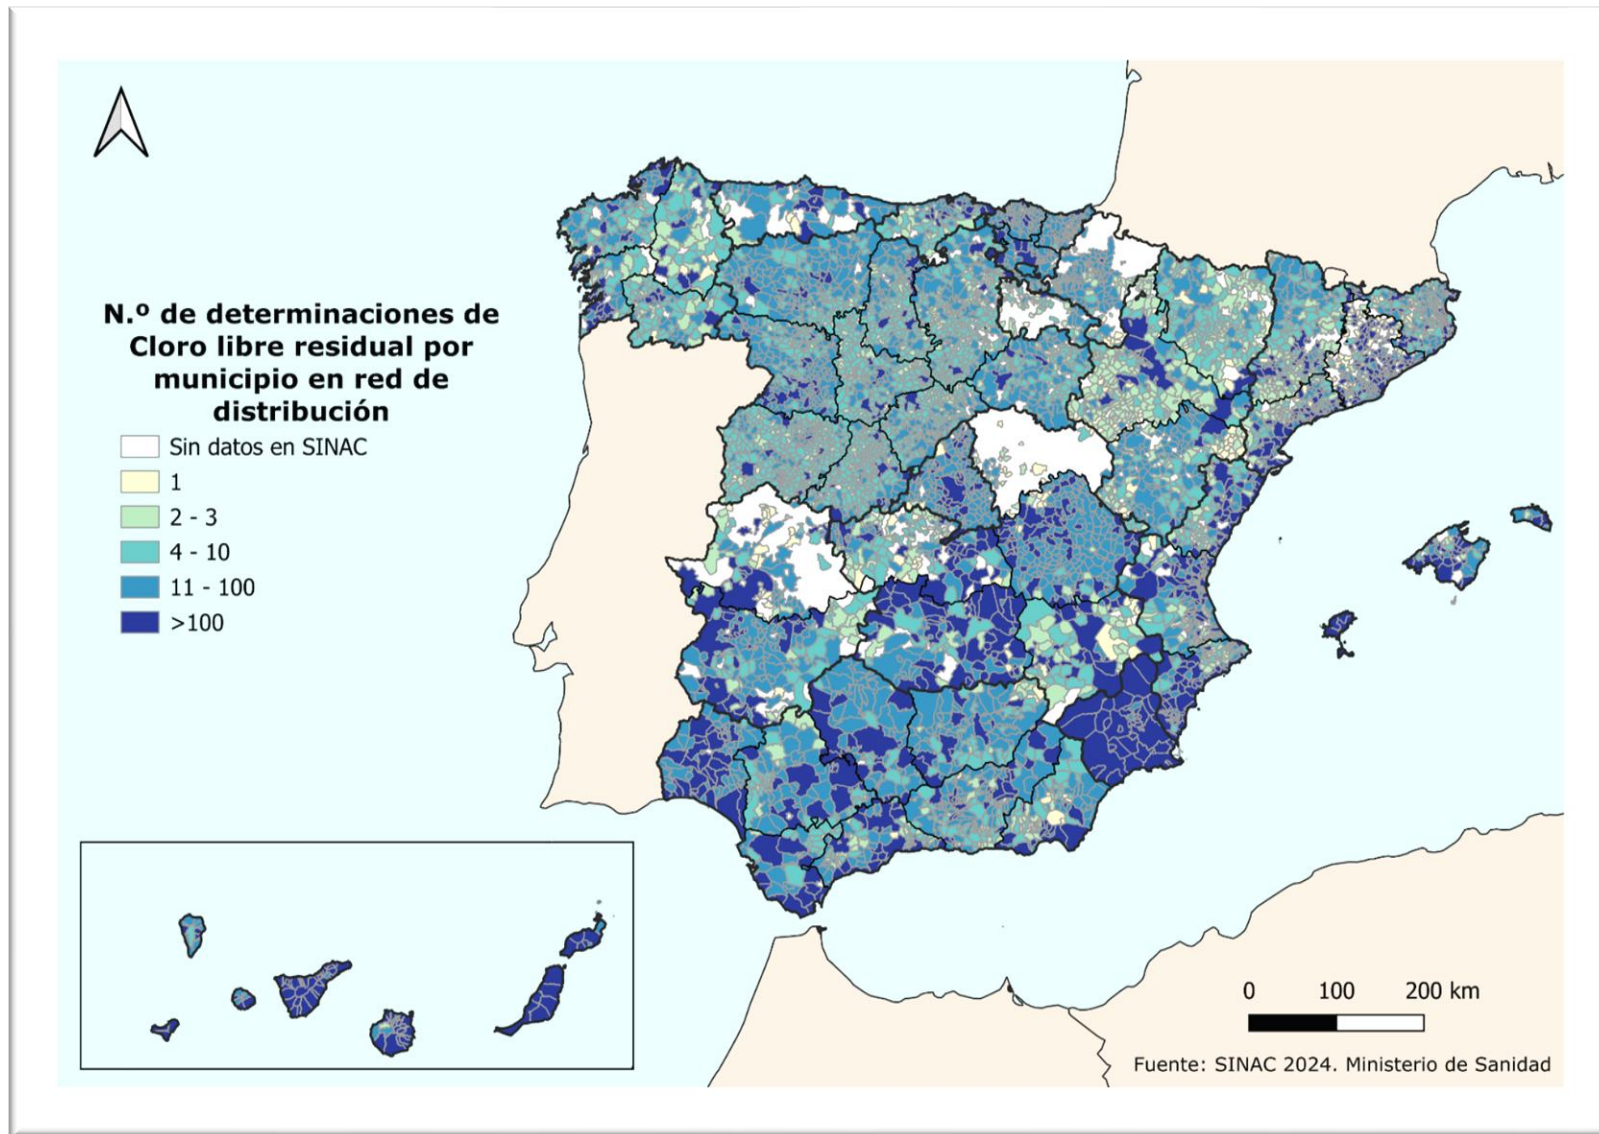 N.º de determinaciones de
Cloro libre residual por
municipio en red de
distribución
Sin datos en SINAC
1
2 - 3
4 - 10
11 - 100
>100
0 100 200 km
Fuente: SINAC 2024. Ministerio de Sanidad